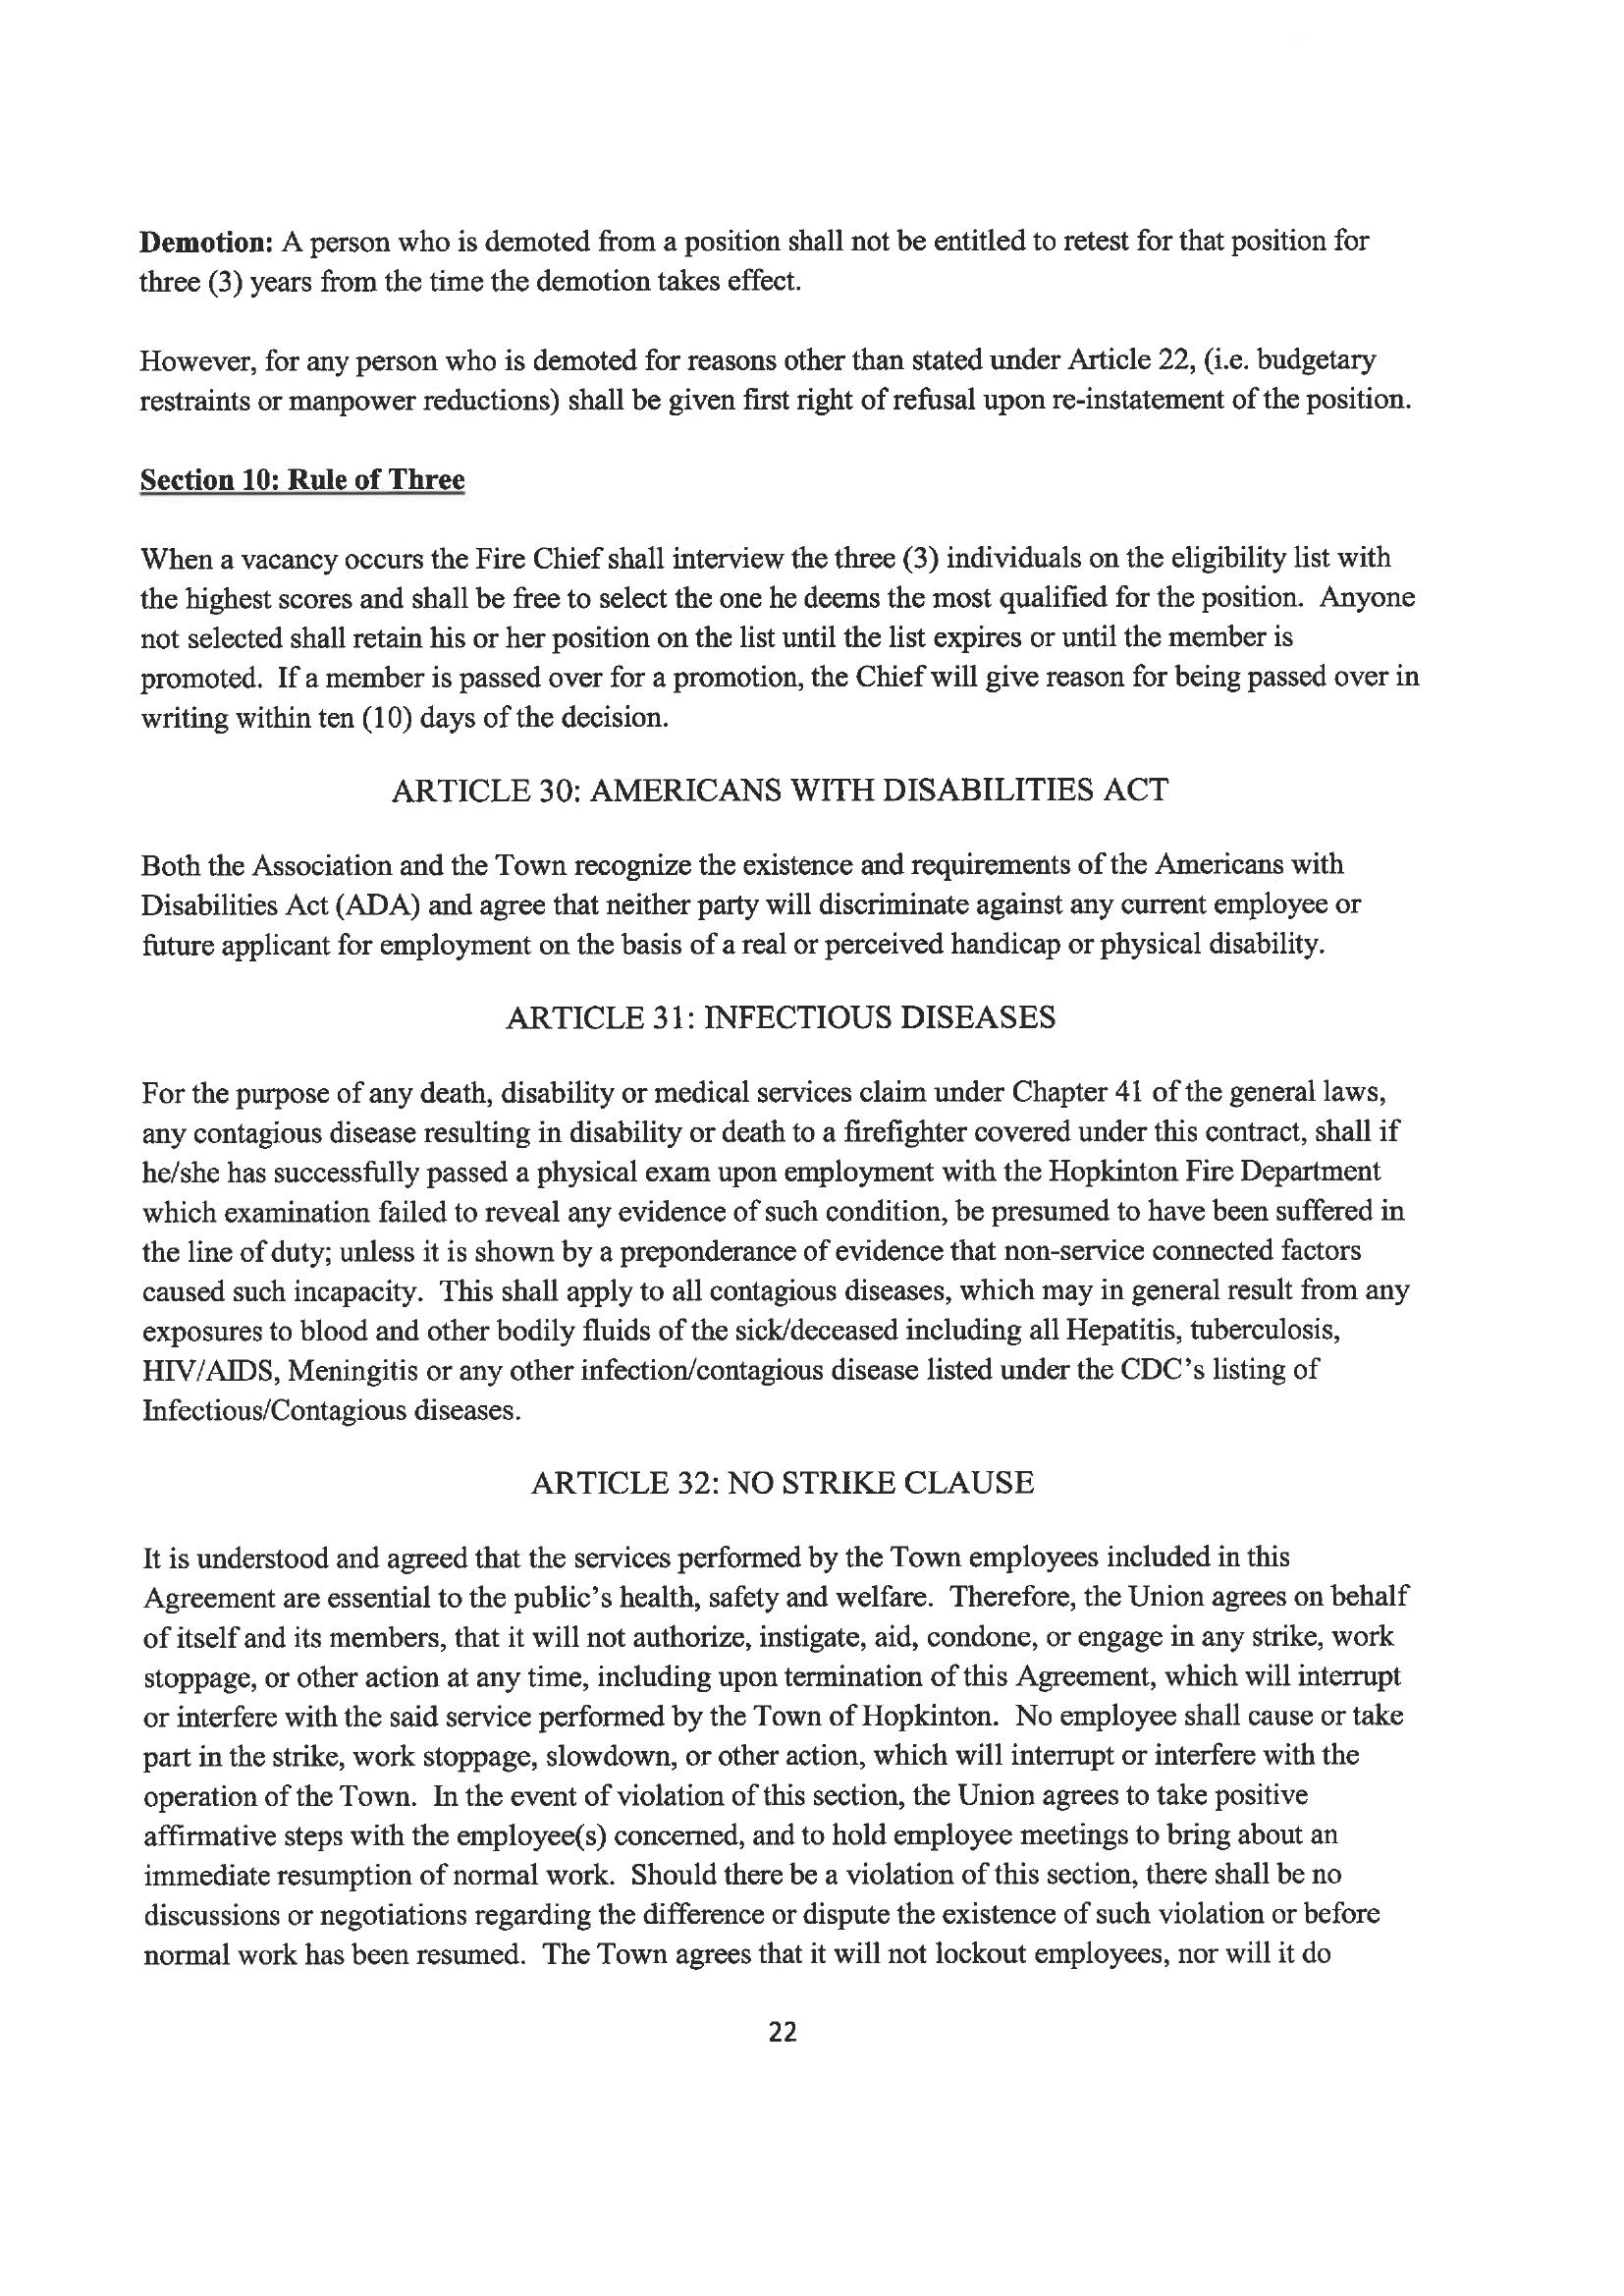 Demotion: A person who is demoted from a position shall not be entitled to retest for that position for
three (3) years from the time the demotion takes effect.
However, for any person who is demoted for reasons other than stated under Article 22, (i.e. budgetary
restraints or manpower reductions) shall be given first right of refusal upon re-instatement of the position.
Section 10: Rule of Three
When a vacancy occurs the Fire Chief shall interview the three (3) individuals on the eligibility list with
the highest scores and shall be free to select the one he deems the most qualified for the position. Anyone
not selected shall retain his or her position on the list until the list expires or until the member is
promoted. If a member is passed over for a promotion, the Chief will give reason for being passed over in
writing within ten (10) days of the decision.
ARTICLE 30: AMERICANS WITH DISABILITIES ACT
Both the Association and the Town recognize the existence and requirements of the Americans with
Disabilities Act (ADA) and agree that neither party will discriminate against any current employee or
future applicant for employment on the basis of a real or perceived handicap or physical disability.
ARTICLE 31: INFECTIOUS DISEASES
For the purpose of any death, disability or medical services claim under Chapter 41 of the general laws,
any contagious disease resulting in disability or death to a firefighter covered under this contract, shall if
he/she has successfully passed a physical exam upon employment with the Hopkinton Fire Department
which examination failed to reveal any evidence of such condition, be presumed to have been suffered in
the line of duty; unless it is shown by a preponderance of evidence that non-service connected factors
caused such incapacity. This shall apply to all contagious diseases, which may in general result from any
exposures to blood and other bodily fluids of the sick/deceased including all Hepatitis, tuberculosis,
HIV/AIDS, Meningitis or any other infection/contagious disease listed under the CDC's listing of
Infectious/Contagious diseases.
ARTICLE 32: NO STRIKE CLAUSE
It is understood and agreed that the services performed by the Town employees included in this
Agreement are essential to the public's health, safety and welfare. Therefore, the Union agrees on behalf
of itself and its members, that it will not authorize, instigate, aid, condone, or engage in any strike, work
stoppage, or other action at any time, including upon termination of this Agreement, which will interrupt
or interfere with the said service performed by the Town of Hopkinton. No employee shall cause or take
part in the strike, work stoppage, slowdown, or other action, which will interrupt or interfere with the
operation of the Town. In the event of violation of this section, the Union agrees to take positive
affirmative steps with the employee(s) concerned, and to hold employee meetings to bring about an
immediate resumption of normal work. Should there be a violation of this section, there shall be no
discussions or negotiations regarding the difference or dispute the existence of such violation or before
normal work has been resumed. The Town agrees that it will not lockout employees, nor will it do
22